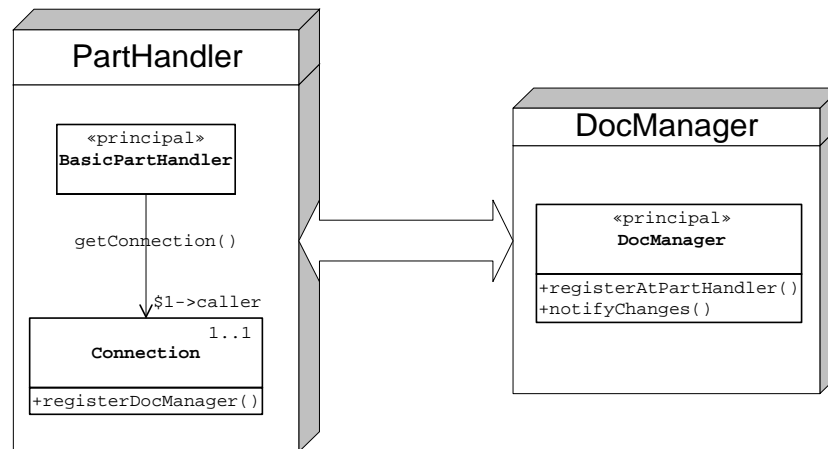 PartHandler
«principal»
BasicPartHandler
getConnection()
$1->caller
1..1
Connection
+registerDocManager()
DocManager
«principal»
DocManager
+registerAtPartHandler()
+notifyChanges()